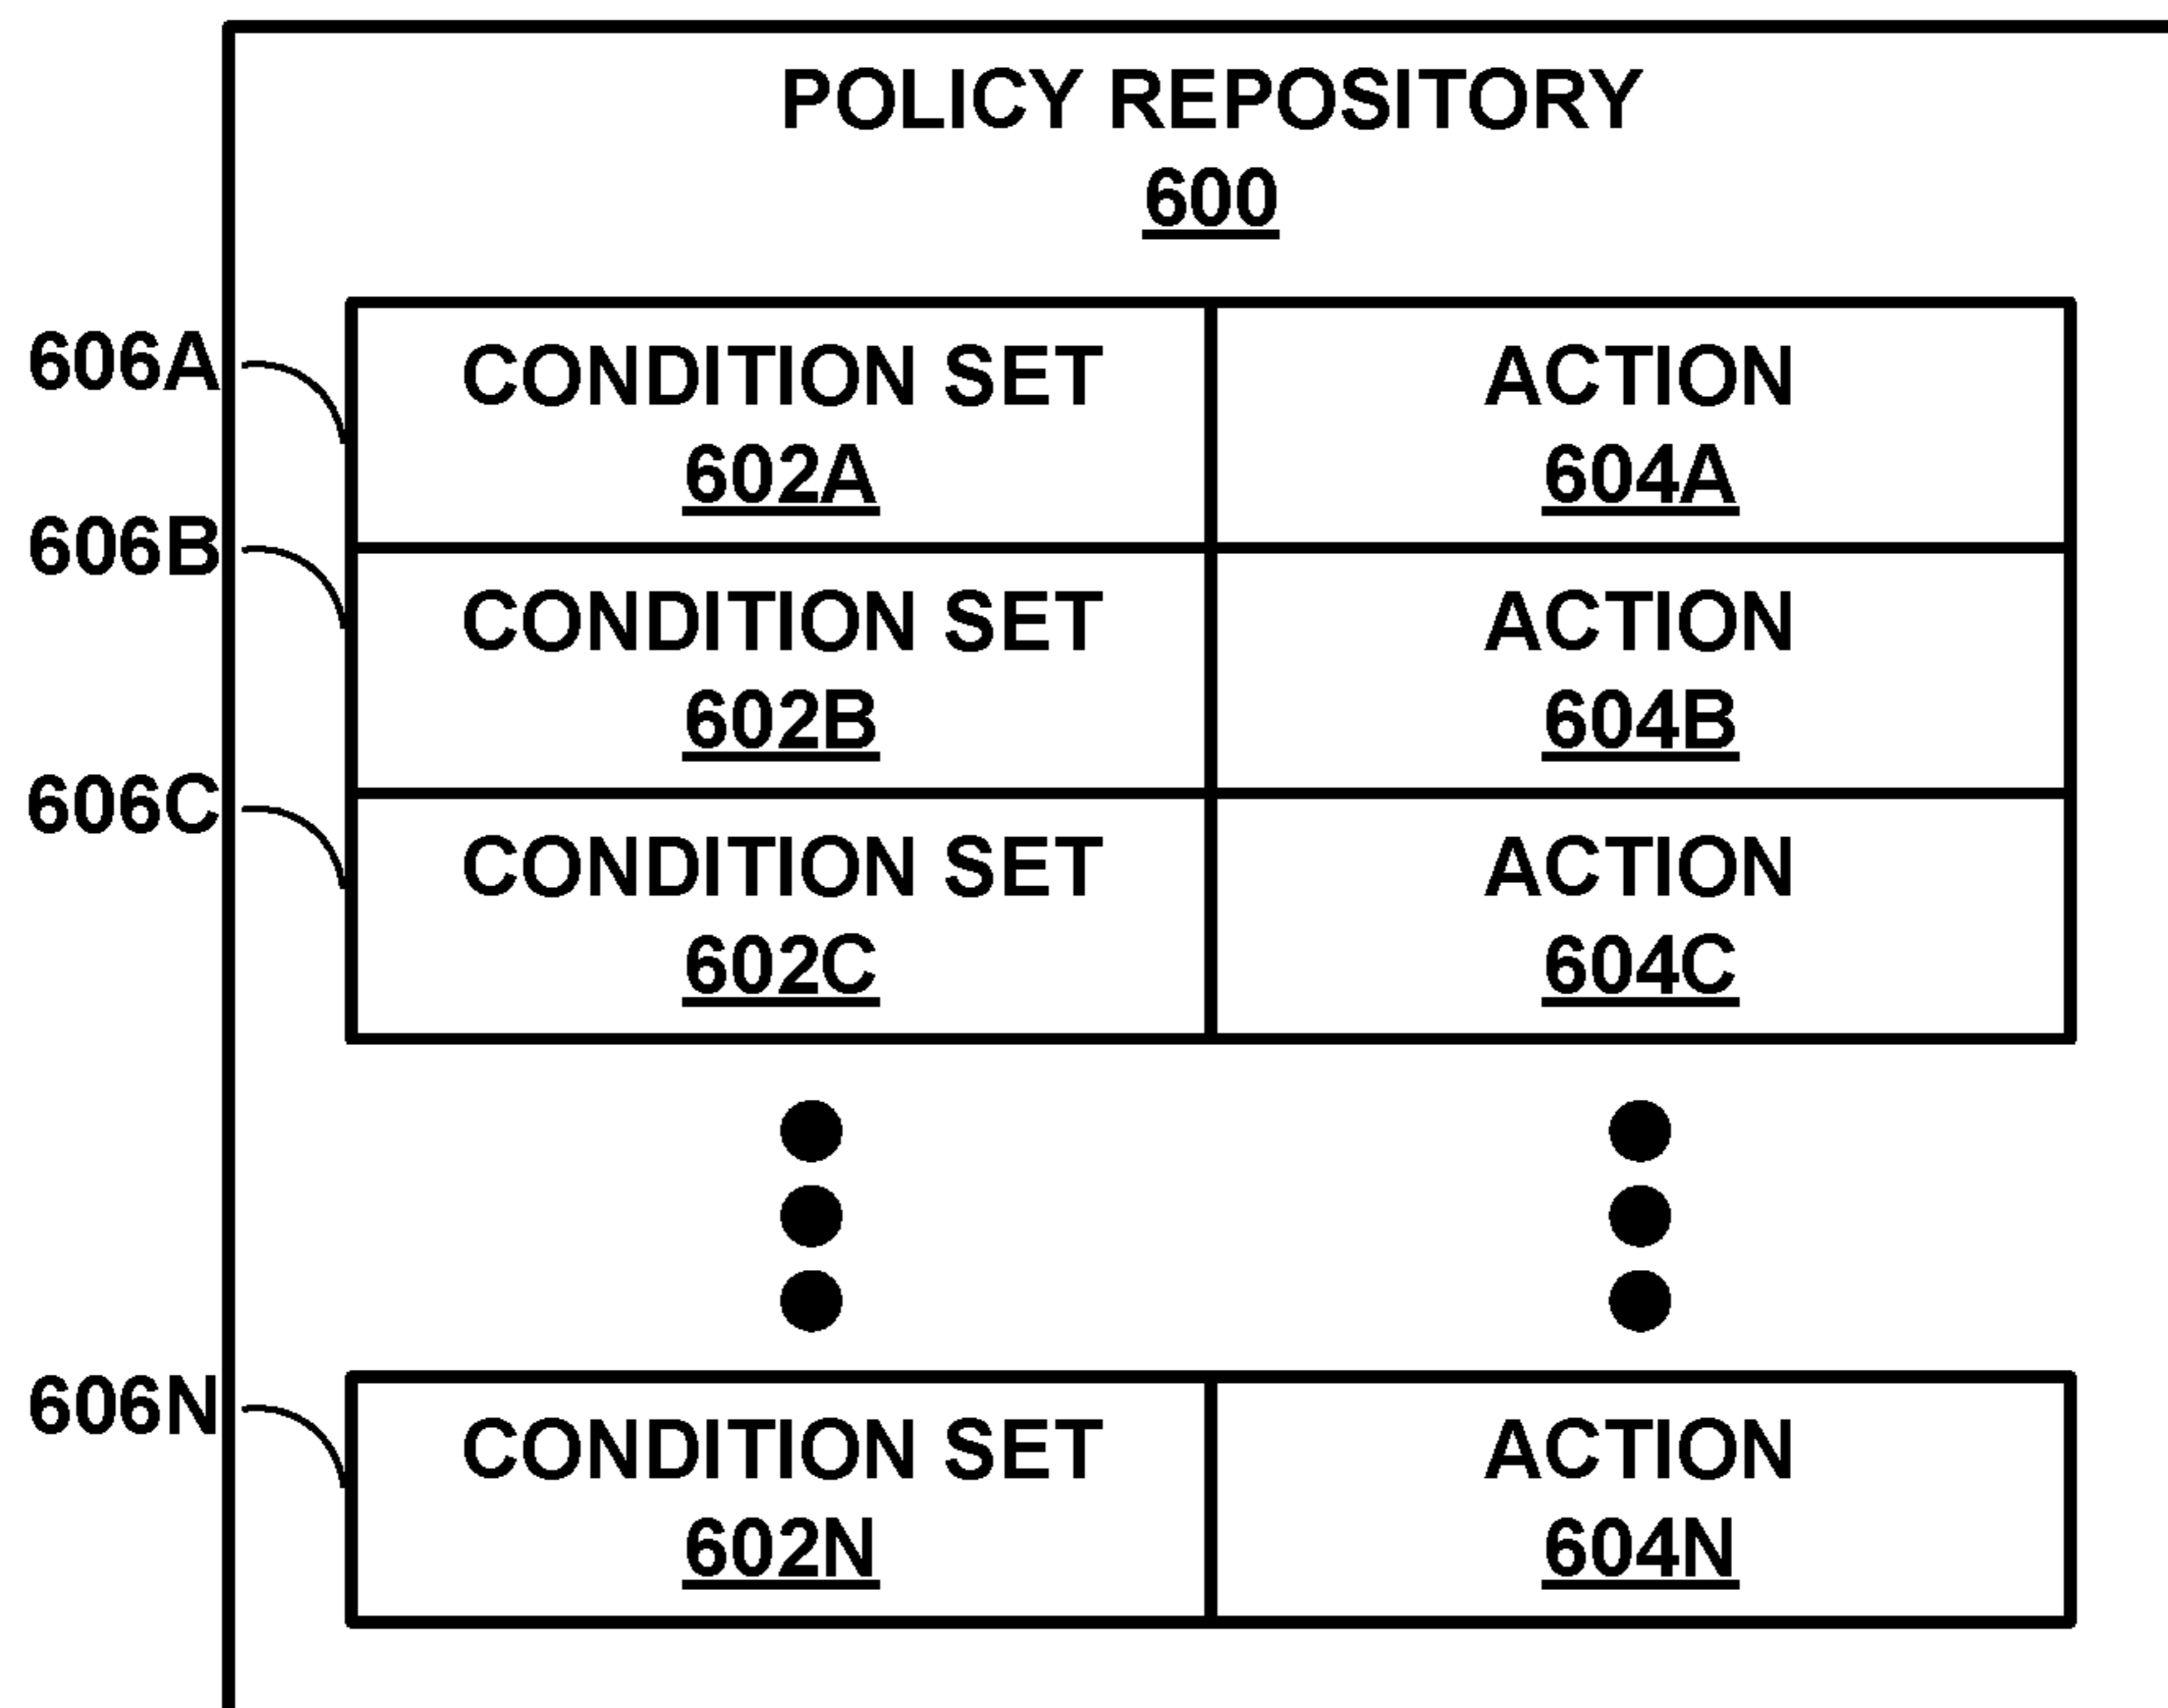 POLICY REPOSITORY
600
606A
CONDITION SET
ACTION
602A
604A
606B
CONDITION SET
ACTION
602B
604B
606C
CONDITION SET
ACTION
602C
604C
606N
CONDITION SET
ACTION
602N
604N